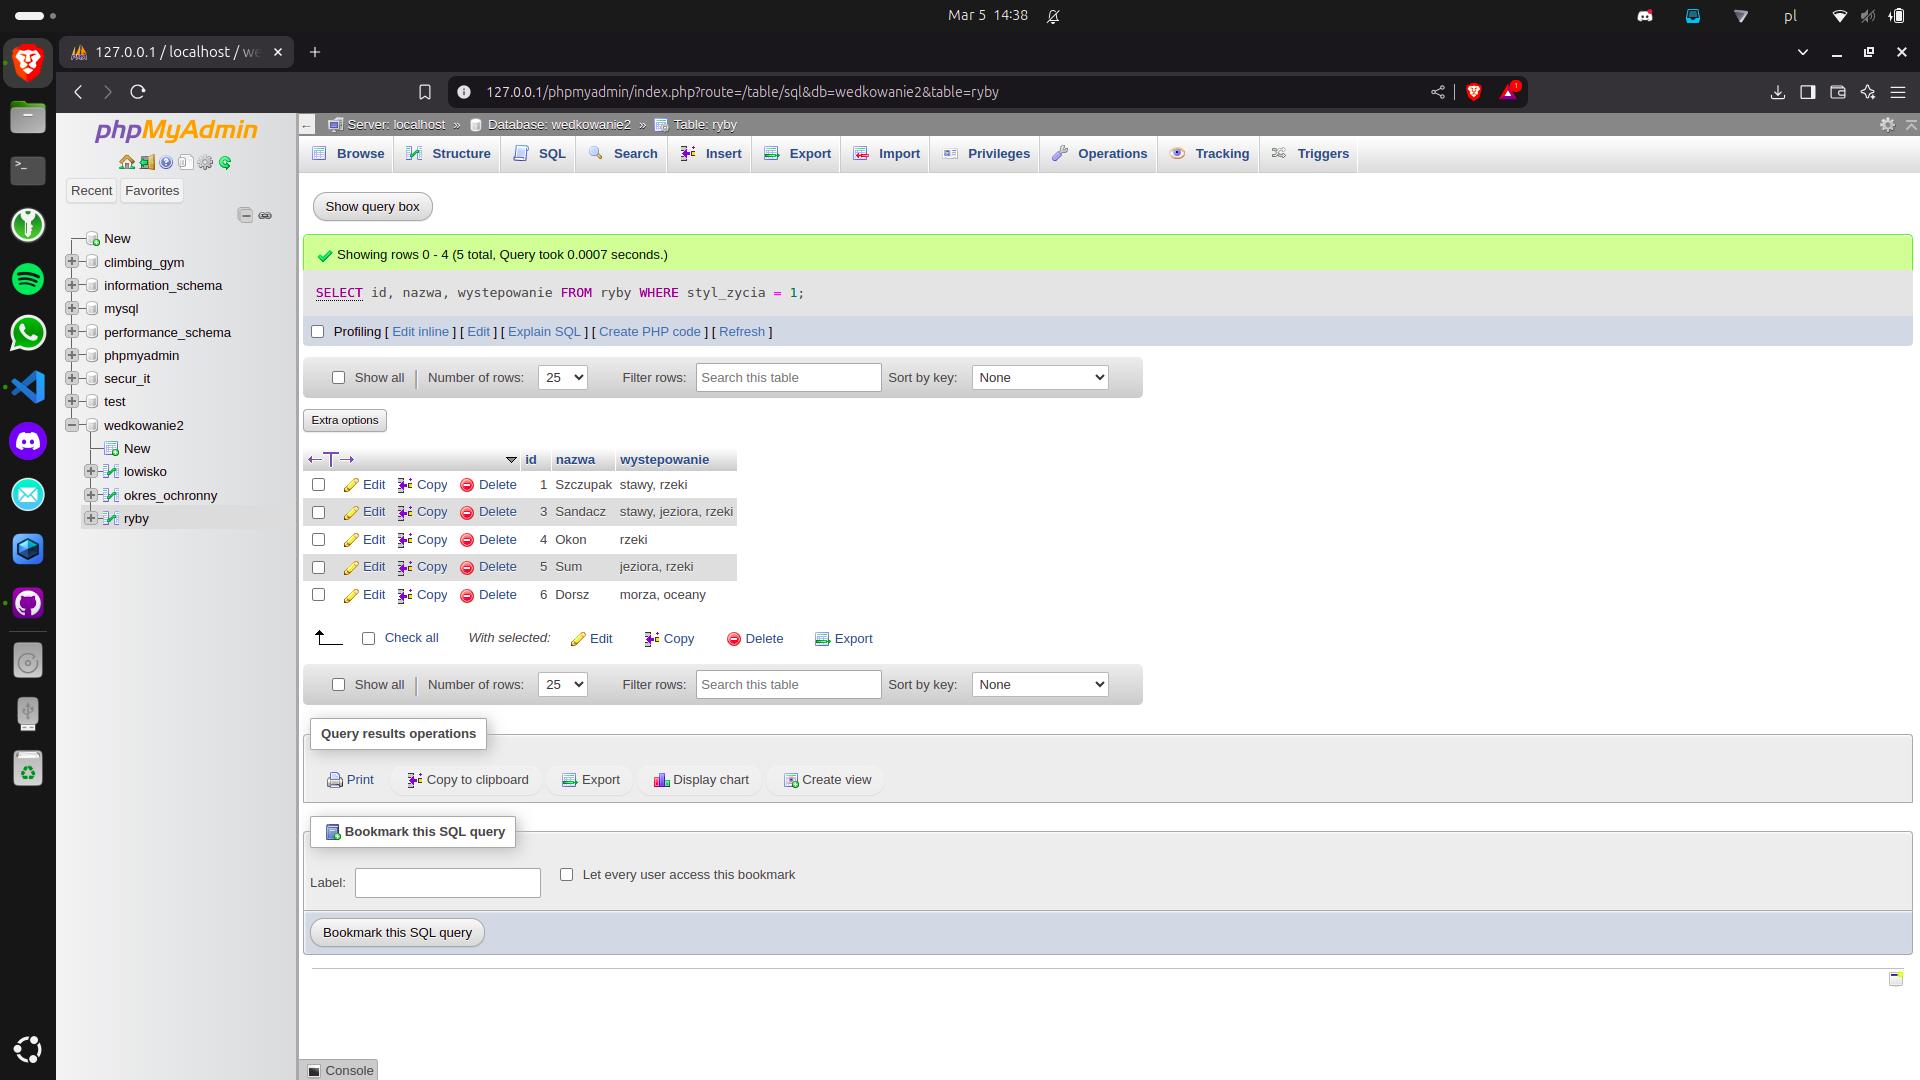 Mar 5 14:38
pl
127.0.0.1 / localhost / we
127.0.0.1/phpmyadmin/index.php?route=/table/sql&db=wedkowanie2&table=ryby
1
phpMyAdmin
Recent
Favorites
New
climbing_gym
information_schema
mysql
performance_schema
phpmyadmin
secur_it
test
wedkowanie2
New
lowisko
okres_ochronny
ryby
Server: localhost » Database: wedkowanie2 » Table: ryby
Browse Structure SQL Search Insert Export Import Privileges Operations Tracking Triggers
Show query box
Showing rows 0 - 4 (5 total, Query took 0.0007 seconds.)
SELECT id, nazwa, wystepowanie FROM ryby WHERE styl_zycia = 1;
Profiling [ Edit inline ] [ Edit ] [ Explain SQL ] [ Create PHP code ] [ Refresh ]
Show all | Number of rows: 25 Filter rows: Search this table Sort by key: None
Extra options
←T→ id nazwa wystepowanie
Edit Copy Delete 1 Szczupak stawy, rzeki
Edit Copy Delete 3 Sandacz stawy, jeziora, rzeki
Edit Copy Delete 4 Okon rzeki
Edit Copy Delete 5 Sum jeziora, rzeki
Edit Copy Delete 6 Dorsz morza, oceany
Check all With selected: Edit Copy Delete Export
Show all | Number of rows: 25 Filter rows: Search this table Sort by key: None
Query results operations
Print Copy to clipboard Export Display chart Create view
Bookmark this SQL query
Label: Let every user access this bookmark
Bookmark this SQL query
Console